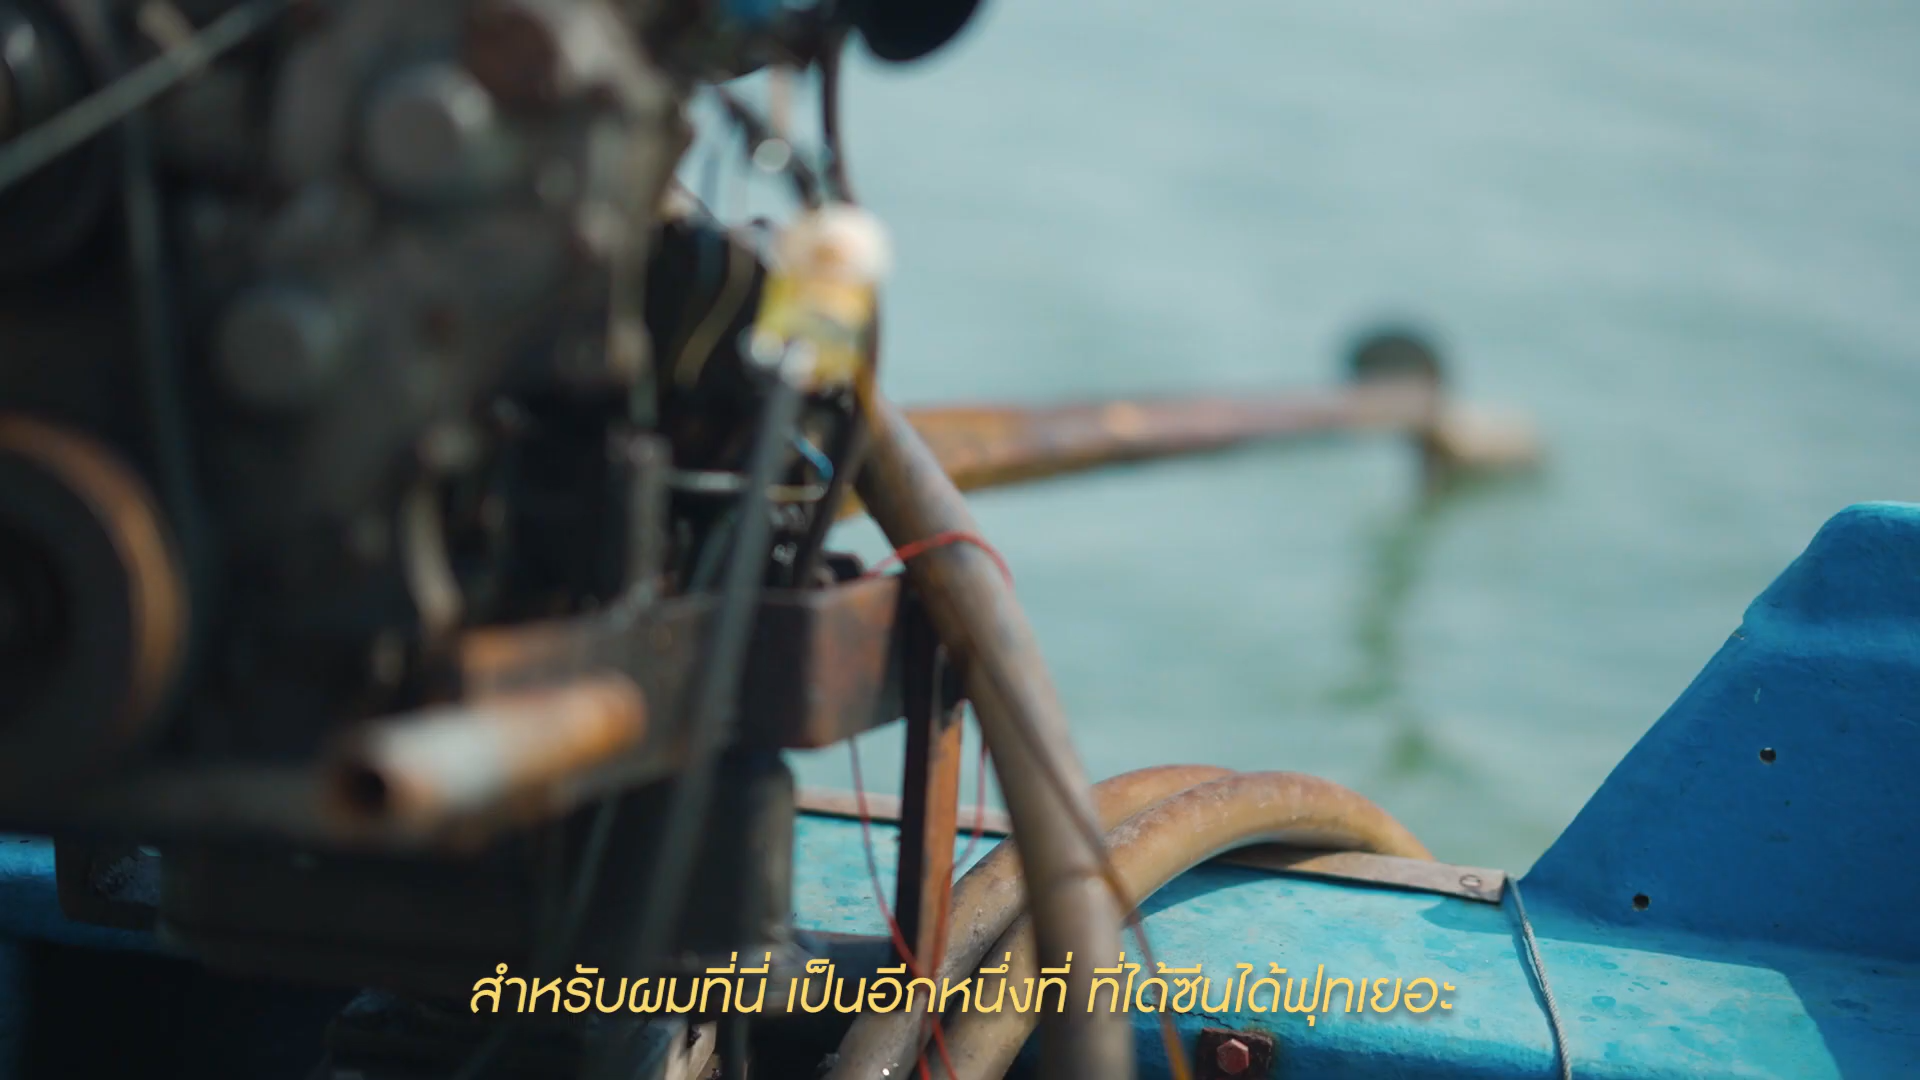 สำหรับผมที่นี่ เป็นอีกหนึ่งที่ ที่ได้ซีนได้ฟุทเยอะ